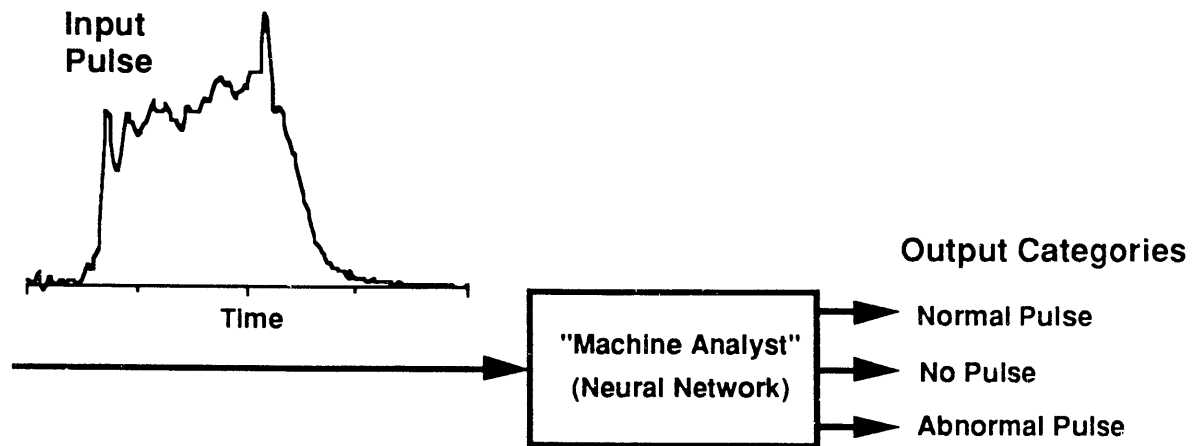 Input
Pulse
Time
Output Categories
"Machine Analyst"
(Neural Network)
Normal Pulse
No Pulse
Abnormal Pulse